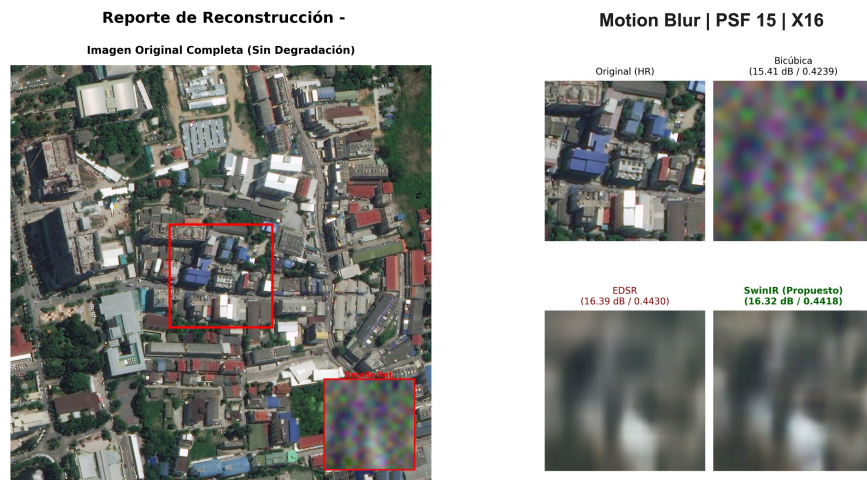 Reporte de Reconstrucción -
Imagen Original Completa (Sin Degradación)
Motion Blur | PSF 15 | X16
Original (HR)
Bicúbica
(15.41 dB / 0.4239)
EDSR
(16.39 dB / 0.4430)
SwinIR (Propuesto)
(16.32 dB / 0.4418)